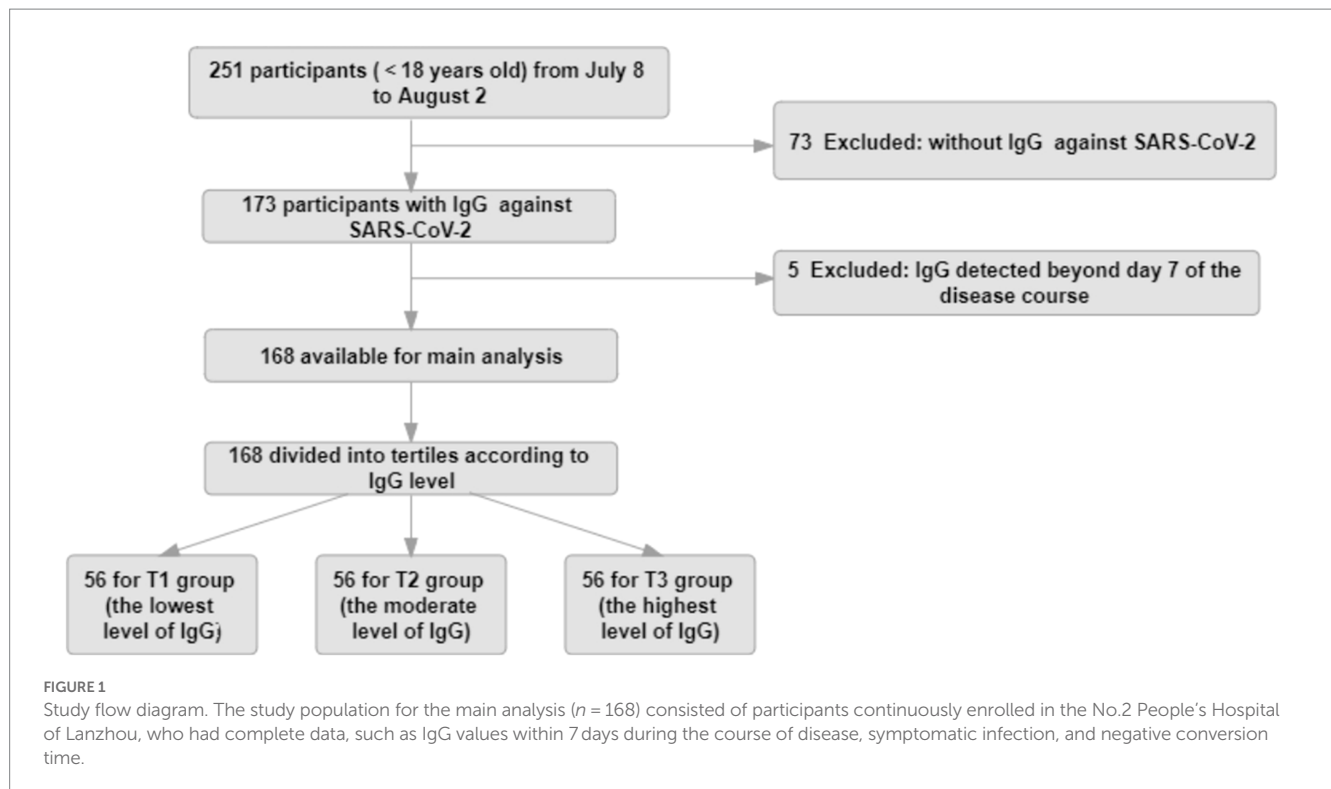 251 participants ( < 18 years old) from July 8
to August 2
73 Excluded: without IgG against SARS-CoV-2
173 participants with IgG against
SARS-CoV-2
5 Excluded: IgG detected beyond day 7 of the
disease course
168 available for main analysis
168 divided into tertiles according to
IgG level
56 for T1 group
(the lowest
level of IgG)
56 for T2 group
(the moderate
level of IgG)
56 for T3 group
(the highest
level of IgG)
FIGURE 1
Study flow diagram. The study population for the main analysis (n = 168) consisted of participants continuously enrolled in the No.2 People's Hospital
of Lanzhou, who had complete data, such as IgG values within 7 days during the course of disease, symptomatic infection, and negative conversion
time.